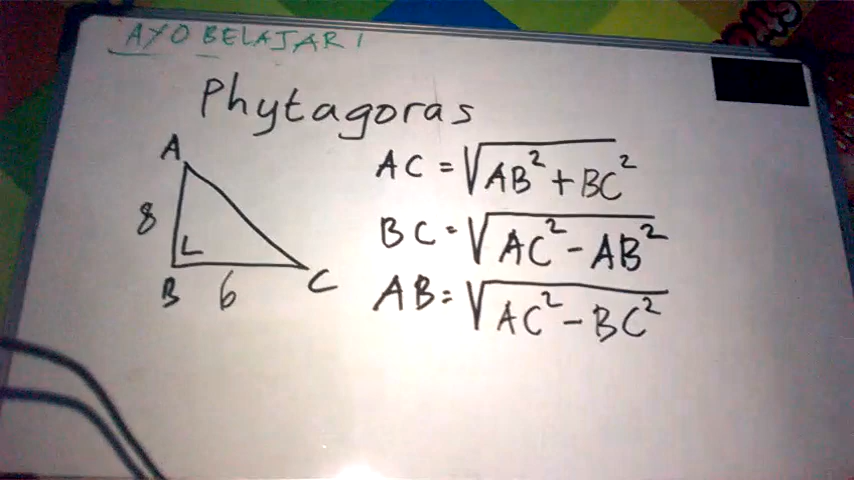 AYO BELAJAR !
Phytagoras
A
8
B
6
C
AC = √AB² + BC²
BC = √AC² - AB²
AB = √AC² - BC²